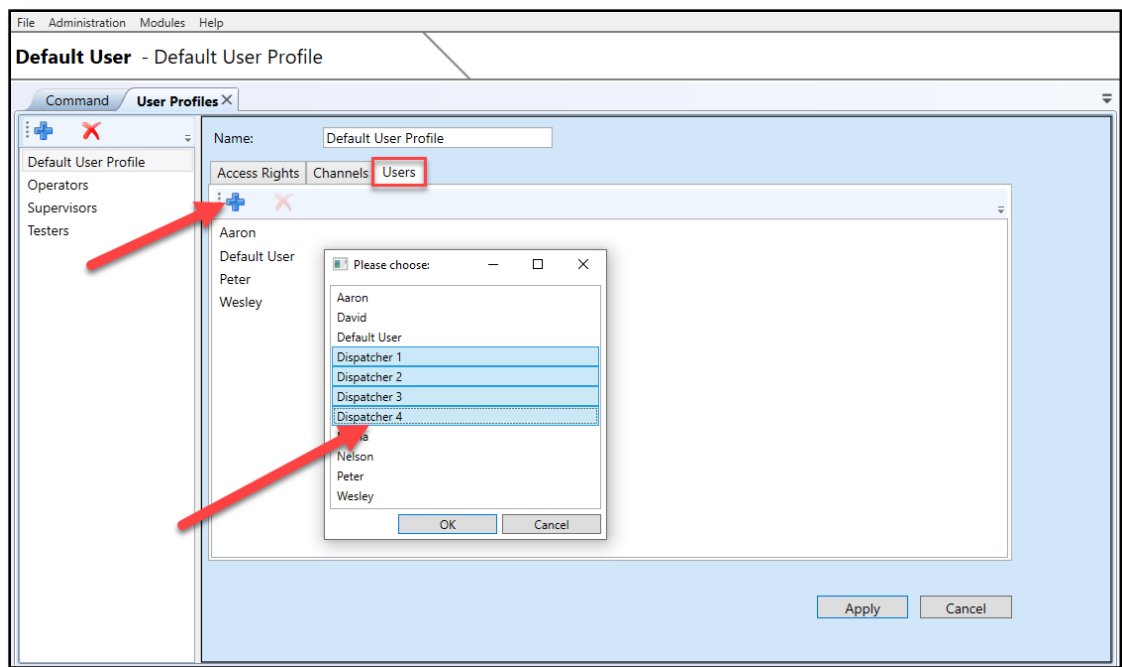 File Administration Modules Help
Default User - Default User Profile
Command User Profiles
Name: Default User Profile
Default User Profile
Operators
Supervisors
Testers
Access Rights Channels Users
Aaron
Default User
Peter
Wesley
Please choose:
Aaron
David
Default User
Dispatcher 1
Dispatcher 2
Dispatcher 3
Dispatcher 4
Nelson
Peter
Wesley
OK Cancel
Apply Cancel